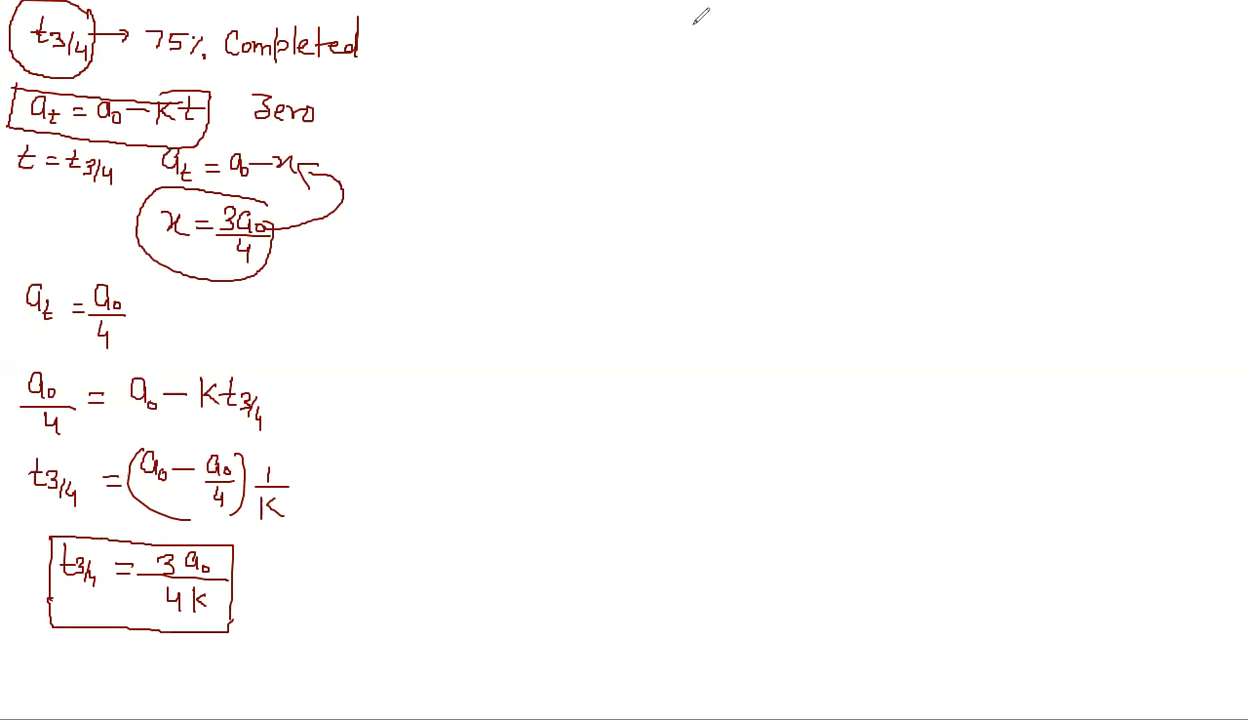 t3/4 → 75% Completed
at = a0 - Kt Zero
t = t3/4 at = a0 - x
x = 3a0/4
at = a0/4
a0/4 = a0 - Kt3/4
t3/4 = (a0 - a0/4) 1/K
t3/4 = 3a0/4K